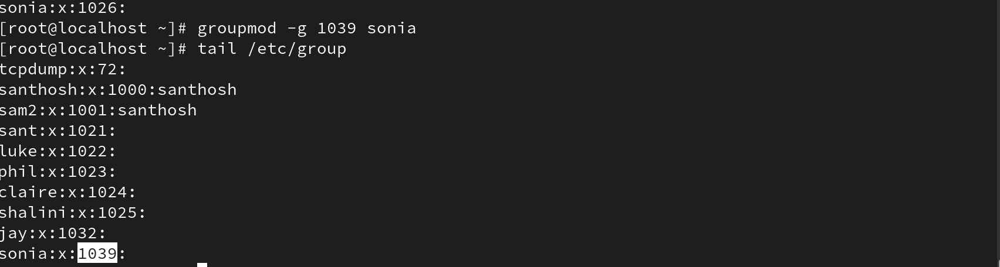 sonia:x:1026:
[root@localhost ~]# groupmod -g 1039 sonia
[root@localhost ~]# tail /etc/group
tcpdump:x:72:
santhosh:x:1000:santhosh
sam2:x:1001:santhosh
sant:x:1021:
luke:x:1022:
phil:x:1023:
claire:x:1024:
shalini:x:1025:
jay:x:1032:
sonia:x:1039: